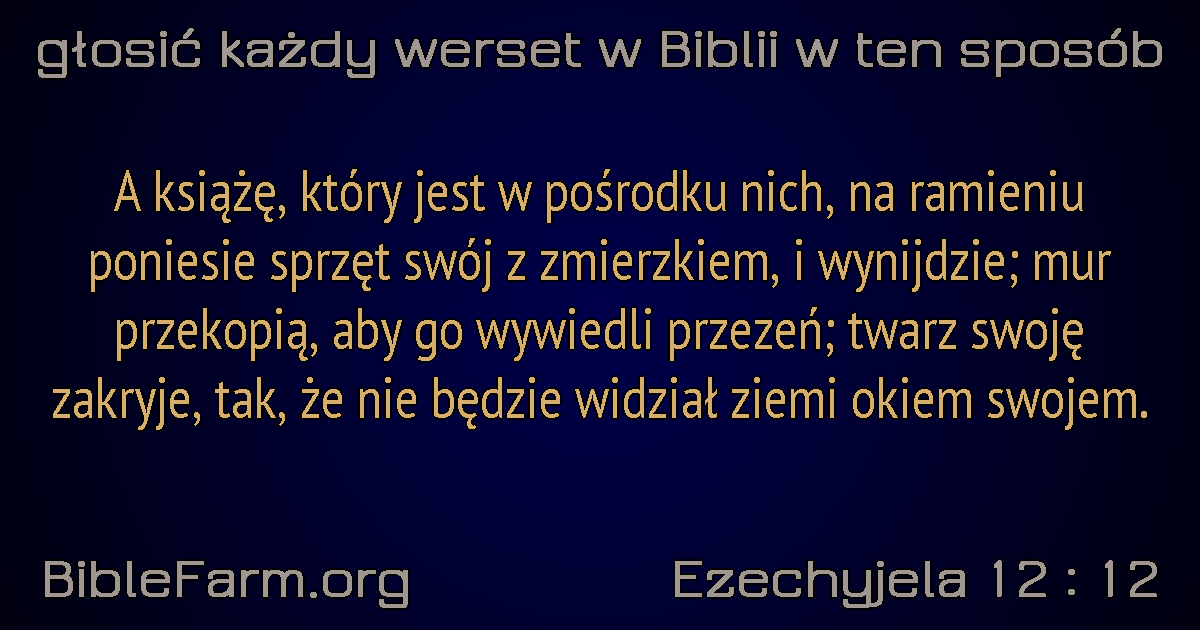 głosić każdy werset w Biblii w ten sposób
A książę, który jest w pośrodku nich, na ramieniu
poniesie sprzęt swój z zmierzkiem, i wynijdzie; mur
przekopią, aby go wywiedli przezeń; twarz swoję
zakryje, tak, że nie będzie widział ziemi okiem swojem.
BibleFarm.org
Ezechyjela 12 : 12